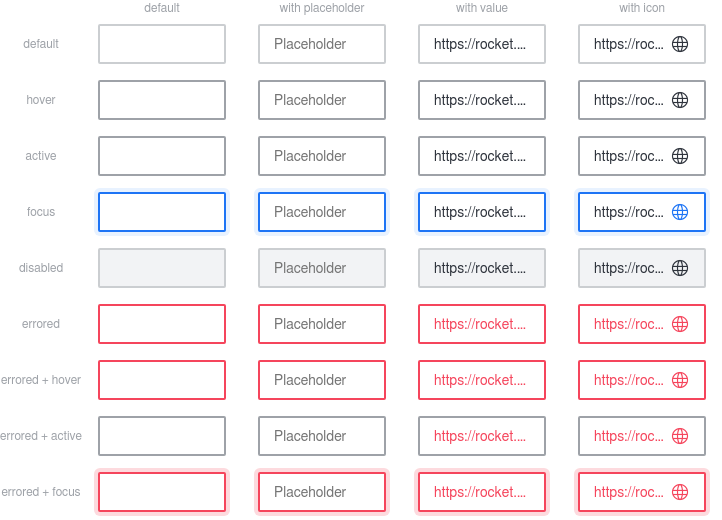 default with placeholder with value with icon
default https://rocket.... https://roc...
Placeholder
hover Placeholder https://rocket.... https://roc...
active Placeholder https://rocket.... https://roc...
focus Placeholder https://rocket.... https://roc...
disabled Placeholder https://rocket.... https://roc...
errored Placeholder https://rocket.... https://roc...
errored + hover Placeholder https://rocket.... https://roc...
errored + active Placeholder https://rocket.... https://roc...
errored + focus Placeholder https://rocket.... https://roc...